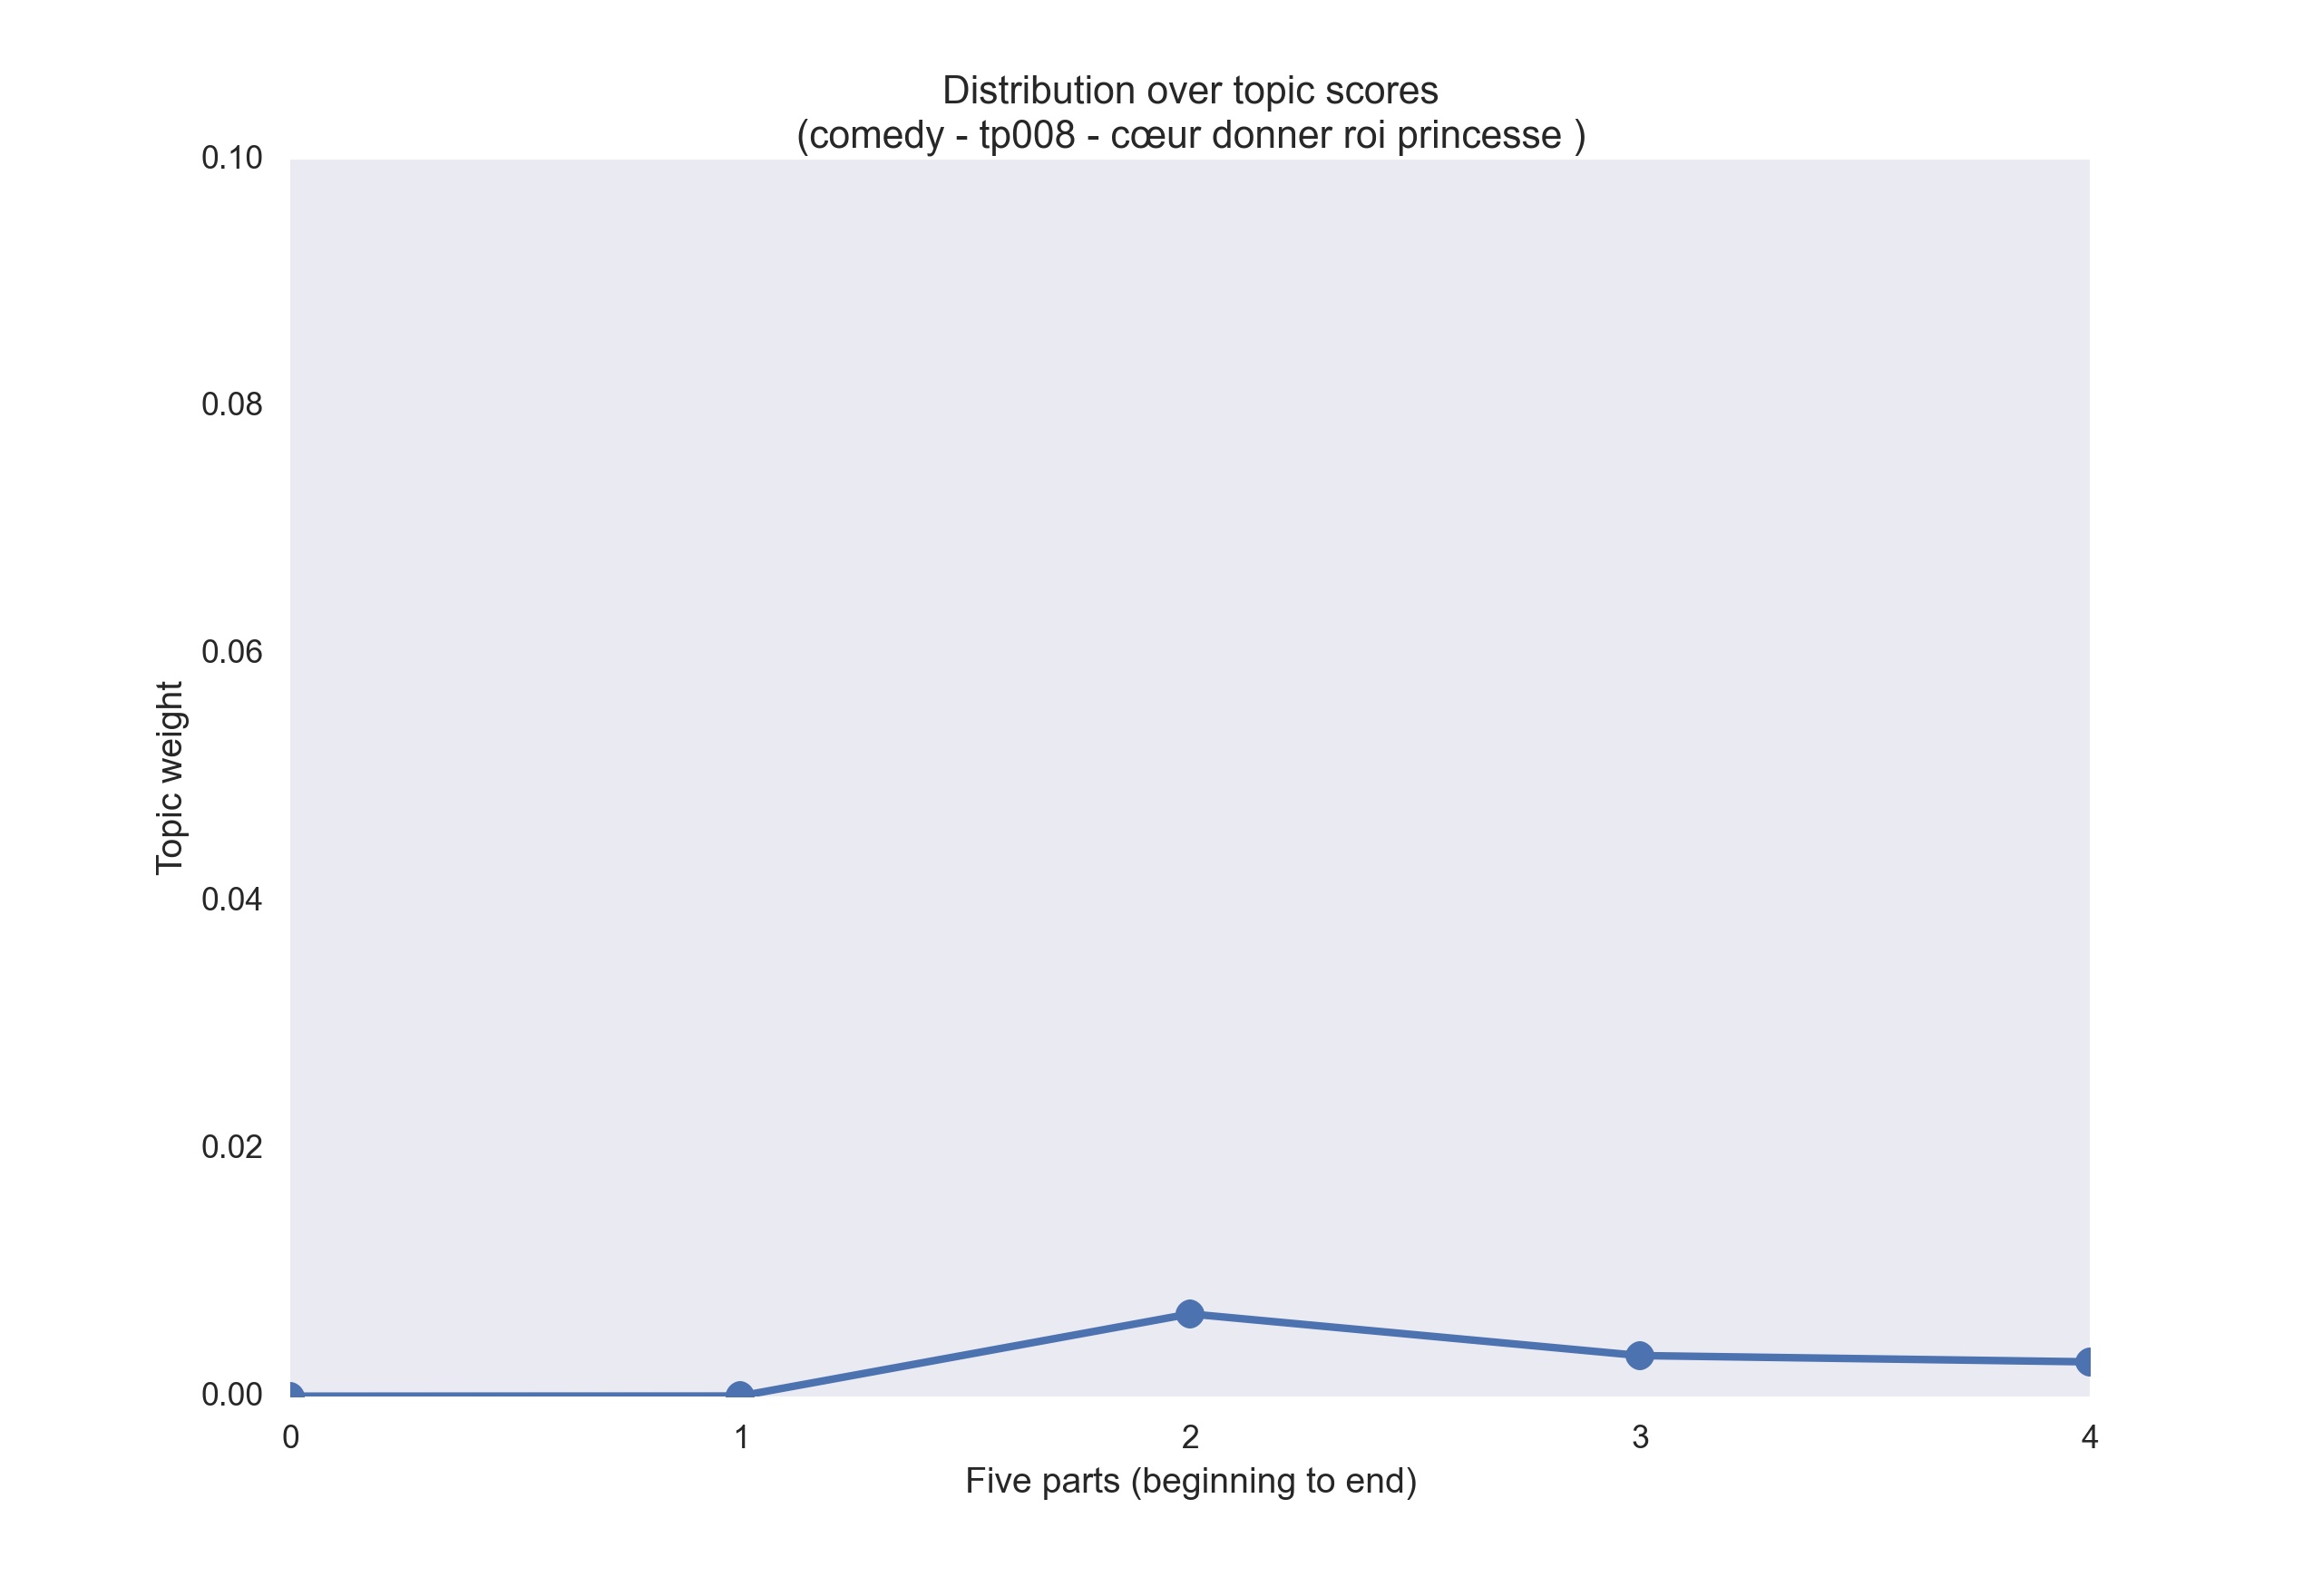 Distribution over topic scores
(comedy - tp008 - cœur donner roi princesse )
0.10
0.08
0.06
0.04
0.02
0.00
Topic weight
0 1 2 3 4
Five parts (beginning to end)